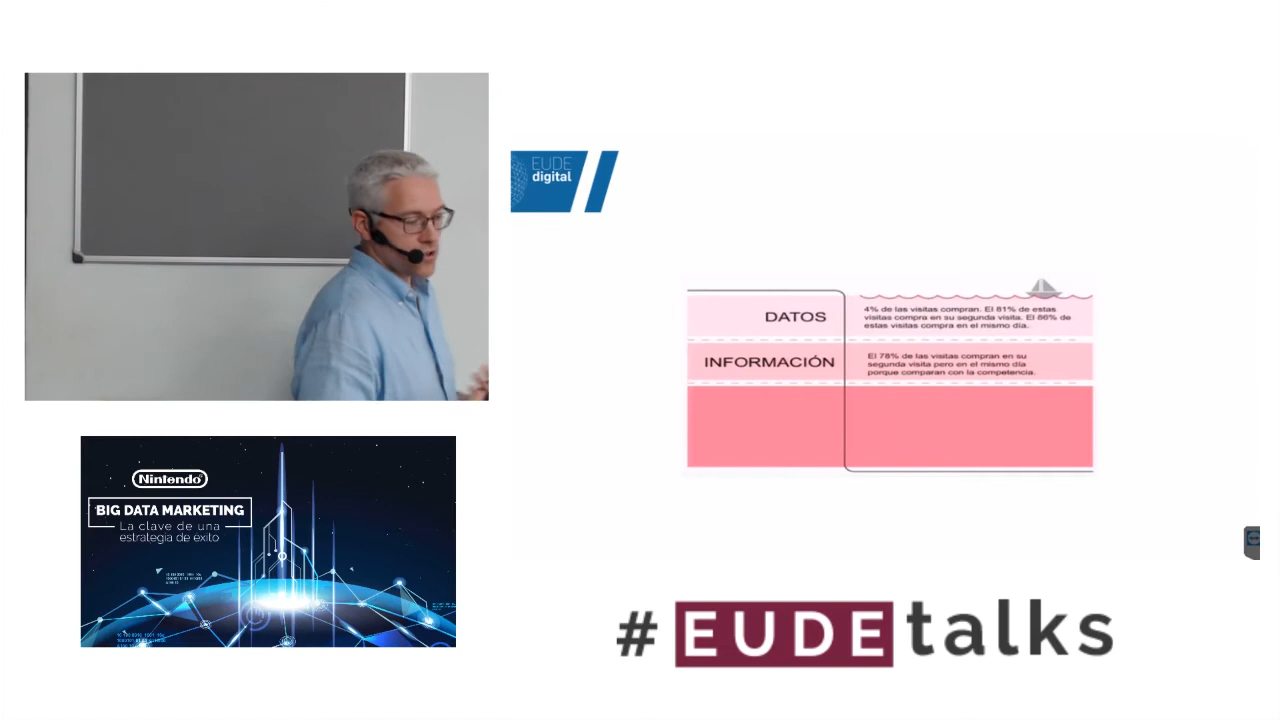 EUDE
digital
DATOS
4% de las visitas compran. El 81% de estas
visitas compra en su segunda visita. El 86% de
estas visitas compra en el mismo día.
INFORMACIÓN
El 78% de las visitas compran en su
segunda visita pero en el mismo día
porque comparan con la competencia.
Nintendo
BIG DATA MARKETING
La clave de una
estrategia de éxito
# EUDE talks